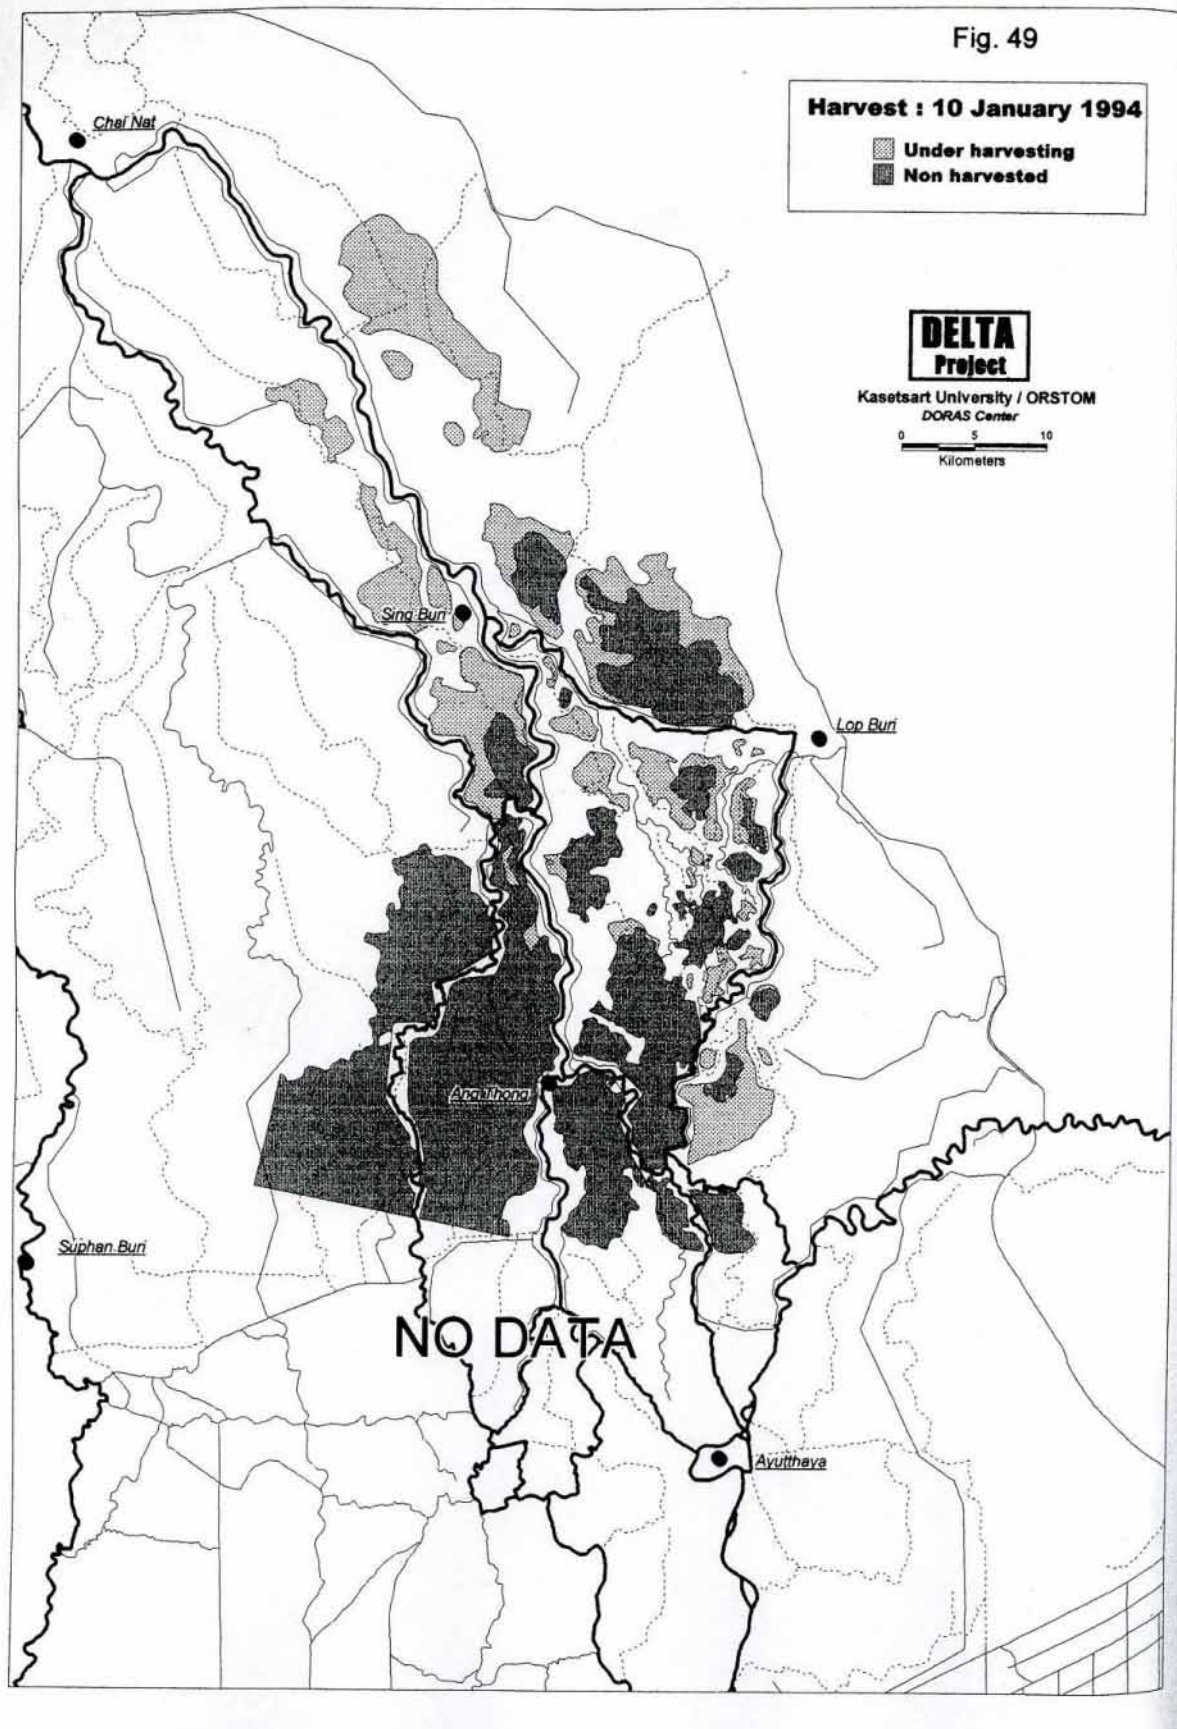 Fig. 49
Harvest : 10 January 1994
Under harvesting
Non harvested
Chai Nat
DELTA
Project
Kasetsart University / ORSTOM
DORAS Center
0 5 10
Kilometers
Sing Buri
Lop Buri
Ang Thong
Suphan Buri
NO DATA
Ayutthaya